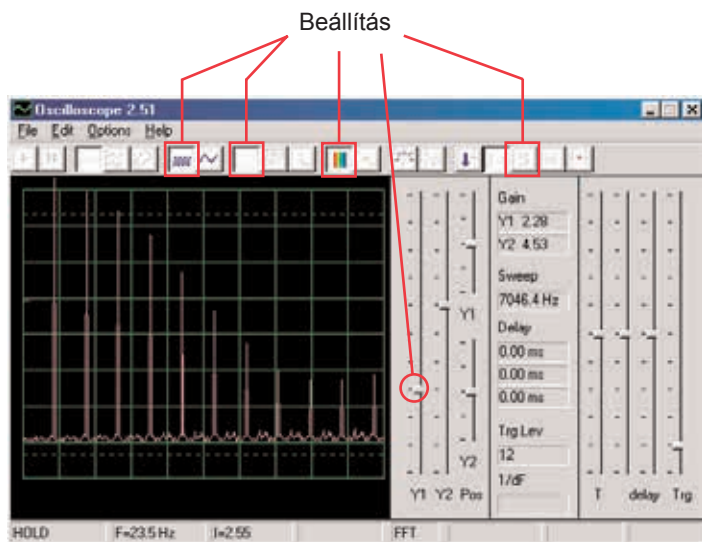 Beállítás
Oscilloscope 2.51
File Edit Options Help
Gain
Y1 2.28
Y2 4.53
Sweep
7046.4 Hz
Y1
Delay
0.00 ms
0.00 ms
0.00 ms
Trg Lev
12
Y2
1/dF
Y1 Y2 Pos T delay Trg
HOLD F=23.5 Hz I=2.55 FFT